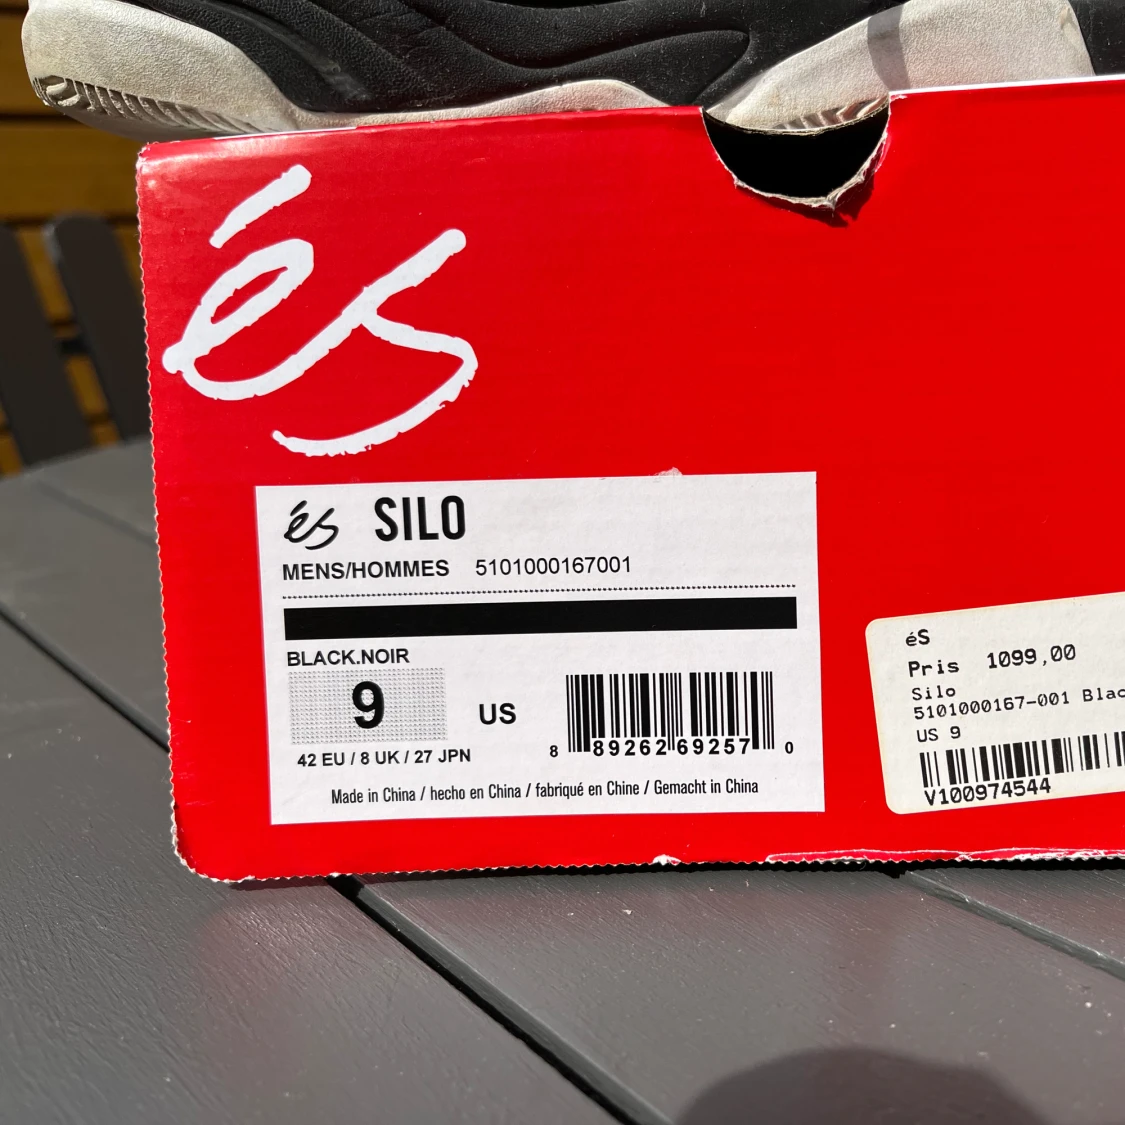 éS
éS SILO
MENS/HOMMES 5101000167001
BLACK.NOIR
9 US
42 EU / 8 UK / 27 JPN
8 89262 69257 0
Made in China / hecho en China / fabriqué en Chine / Gemacht in China
éS
Pris 1099,00
Silo
5101000167-001 Blac
US 9
V100974544